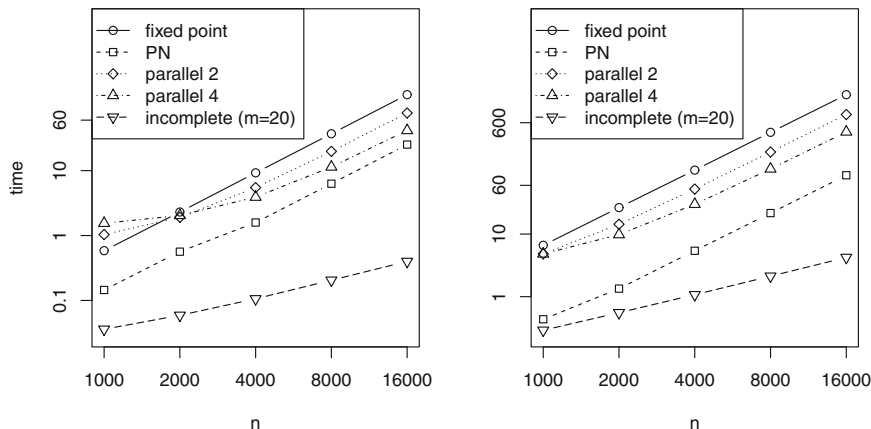 fixed point
PN
parallel 2
parallel 4
incomplete (m=20)
time
60
10
1
0.1
1000 2000 4000 8000 16000
n
fixed point
PN
parallel 2
parallel 4
incomplete (m=20)
600
60
10
1
1000 2000 4000 8000 16000
n